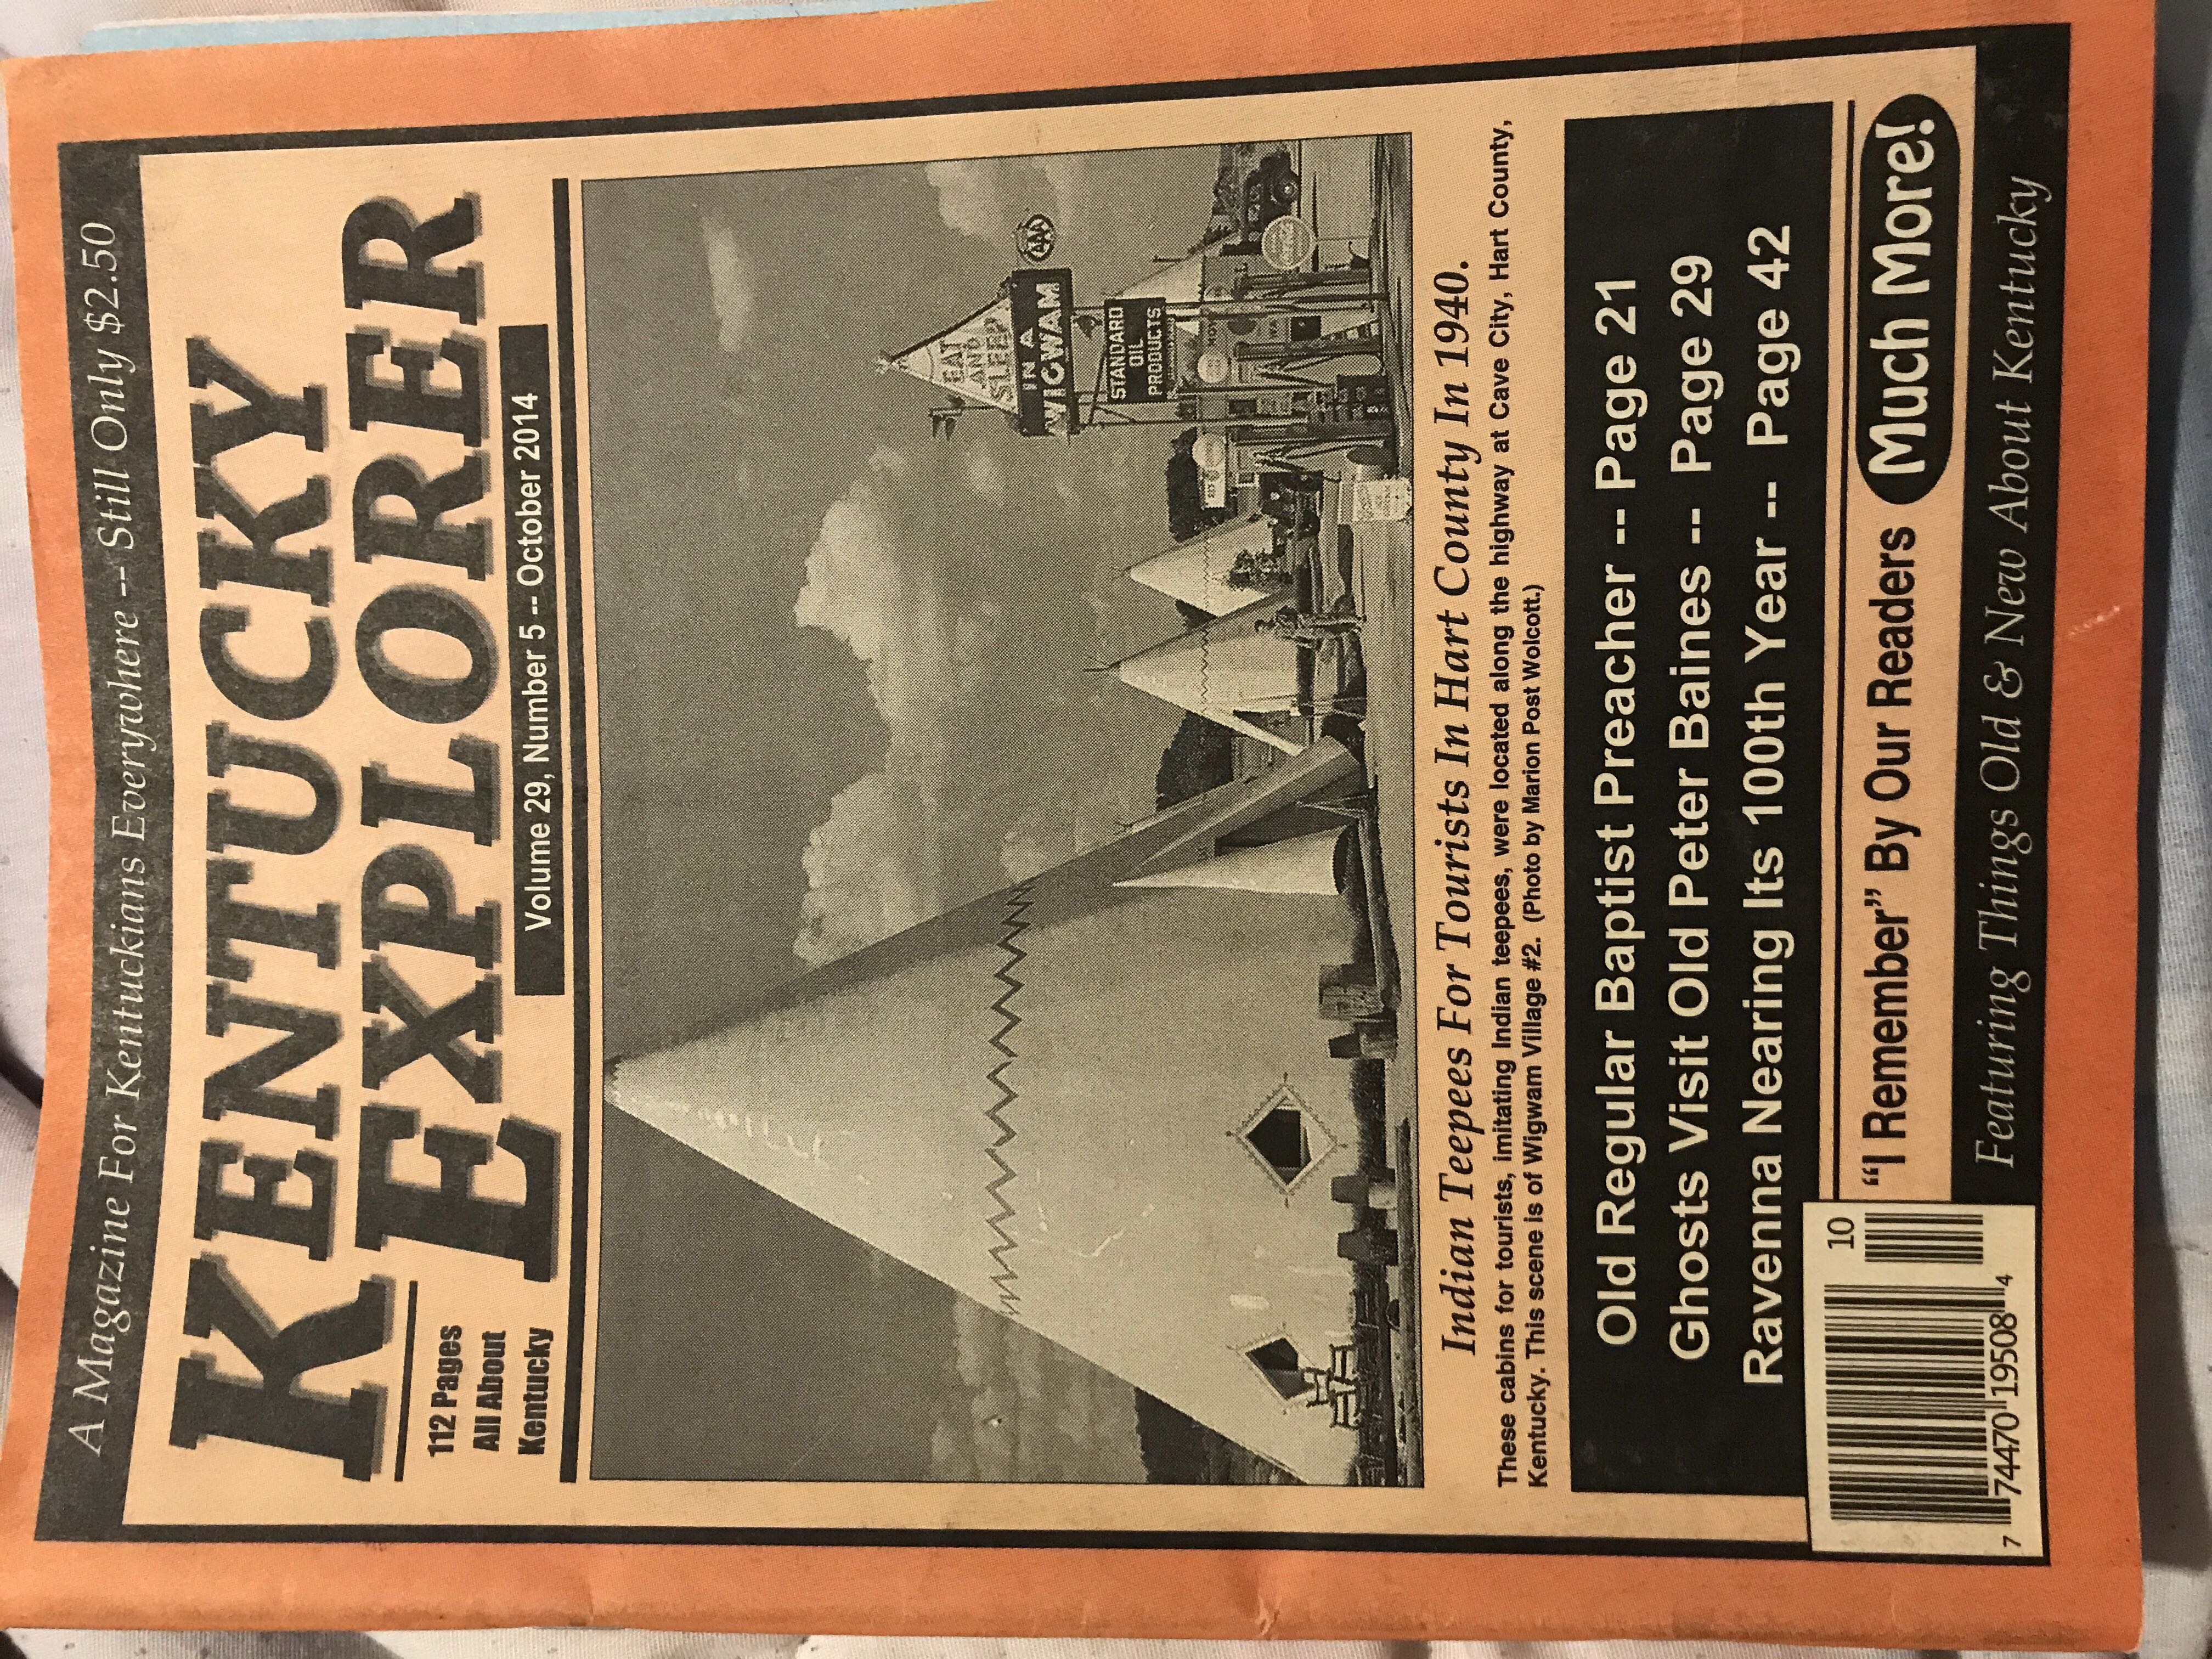 A Magazine For Kentuckians Everywhere -- Still Only $2.50
KENTUCKY
EXPLORER
112 Pages
All About
Kentucky
Volume 29, Number 5 -- October 2014
EAT
AND
SLEEP
IN A
WIGWAM
AAA
STANDARD
OIL
PRODUCTS
Indian Teepees For Tourists In Hart County In 1940.
These cabins for tourists, imitating Indian teepees, were located along the highway at Cave City, Hart County,
Kentucky. This scene is of Wigwam Village #2. (Photo by Marion Post Wolcott.)
Old Regular Baptist Preacher -- Page 21
Ghosts Visit Old Peter Baines -- Page 29
Ravenna Nearing Its 100th Year -- Page 42
“I Remember” By Our Readers Much More!
Featuring Things Old & New About Kentucky
10
7 74470 19508 4